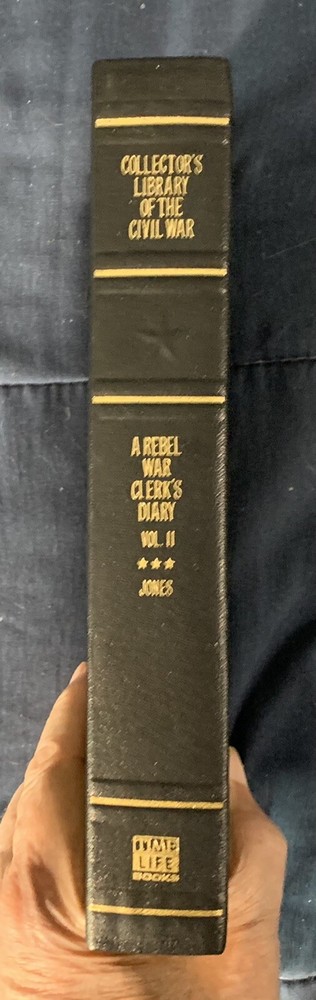 COLLECTOR'S
LIBRARY
OF THE
CIVIL WAR
A REBEL
WAR
CLERK'S
DIARY
VOL. II
★★★
JONES
TIME
LIFE
BOOKS